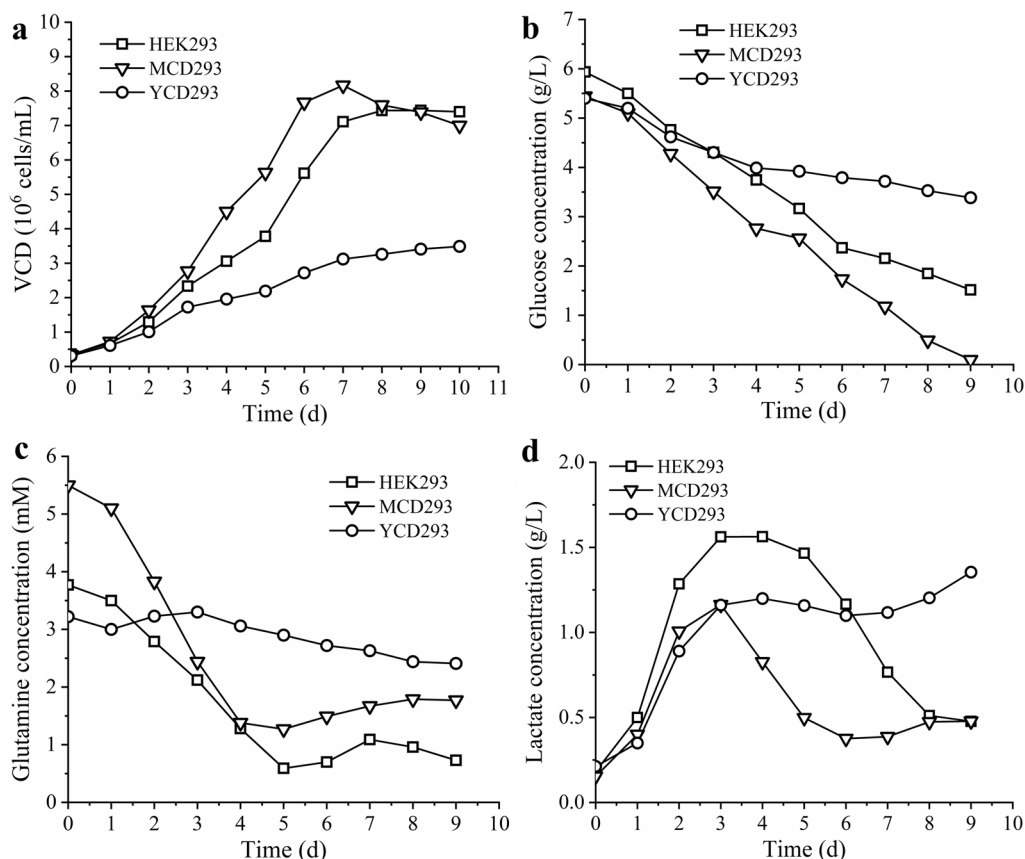 a
HEK293
MCD293
YCD293
VCD (10⁶ cells/mL)
10
9
8
7
6
5
4
3
2
1
0
0 1 2 3 4 5 6 7 8 9 10 11
Time (d)
b
HEK293
MCD293
YCD293
Glucose concentration (g/L)
7
6
5
4
3
2
1
0
0 1 2 3 4 5 6 7 8 9 10
Time (d)
c
HEK293
MCD293
YCD293
Glutamine concentration (mM)
6
5
4
3
2
1
0
0 1 2 3 4 5 6 7 8 9 10
Time (d)
d
HEK293
MCD293
YCD293
Lactate concentration (g/L)
2.0
1.5
1.0
0.5
0.0
0 1 2 3 4 5 6 7 8 9 10
Time (d)